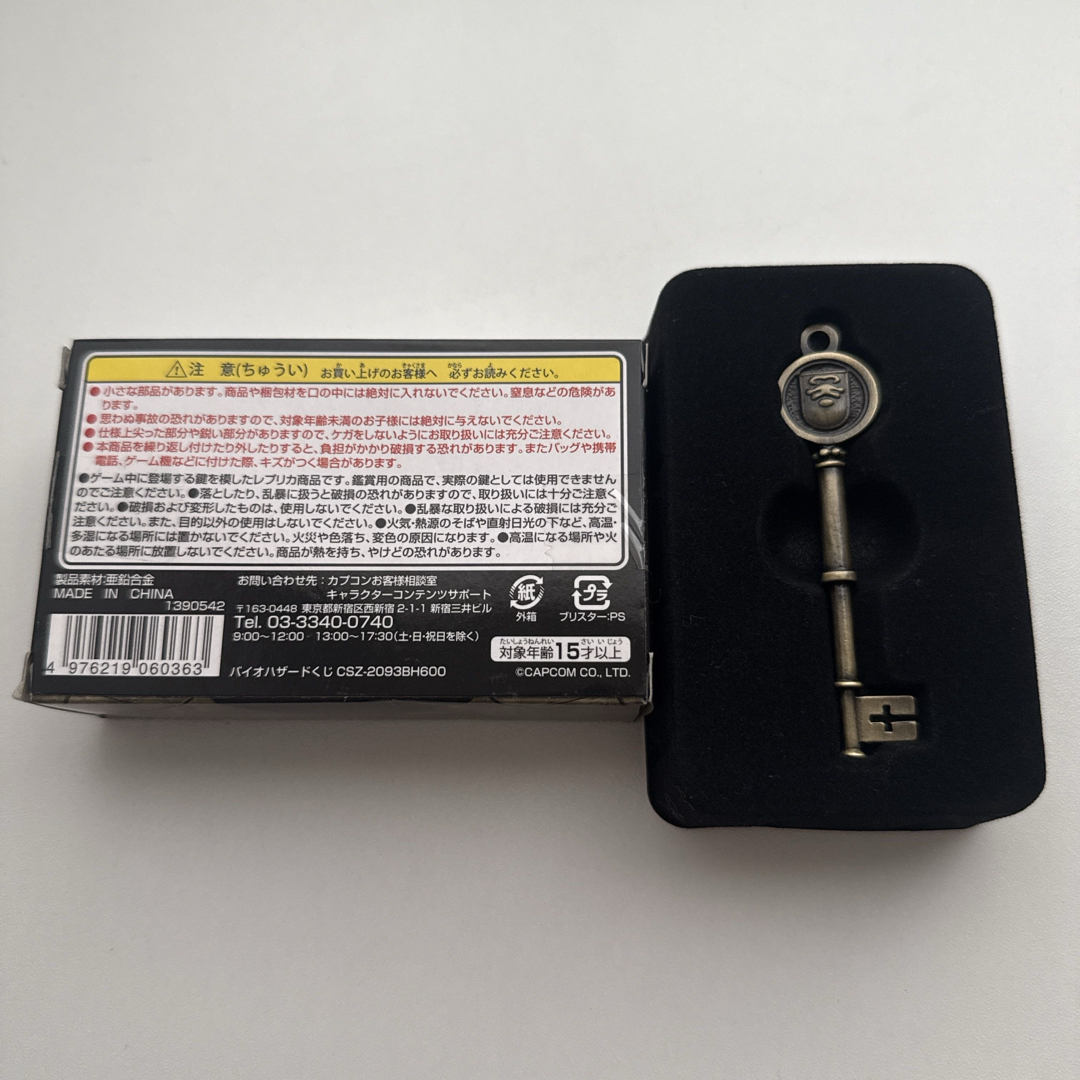 ⚠注 意(ちゅうい) お買い上げのお客様へ 必ずお読みください。
●小さな部品があります。商品や梱包材を口の中には絶対に入れないでください。窒息などの危険があ
ります。
●思わぬ事故の恐れがありますので、対象年齢未満のお子様には絶対に与えないでください。
●仕様上尖った部分や鋭い部分がありますので、ケガをしないようにお取り扱いには充分ご注意ください。
●本商品を繰り返し付けたり外したりすると、負担がかかり破損する恐れがあります。またバッグや携帯
電話、ゲーム機などに付けた際、キズがつく場合があります。
●ゲーム中に登場する鍵を模したレプリカ商品です。鑑賞用の商品で、実際の鍵としては使用できません
のでご注意ください。●落としたり、乱暴に扱うと破損の恐れがありますので、取り扱いには十分ご注意く
ださい。●破損および変形したものは、使用しないでください。●乱暴な取り扱いによる破損には充分ご
注意ください。また、目的以外の使用はしないでください。●火気・熱源のそばや直射日光の下など、高温・
多湿になる場所には置かないでください。火災や色落ち、変色の原因になります。●高温になる場所や火
のあたる場所に放置しないでください。商品が熱を持ち、やけどの恐れがあります。
製品素材:亜鉛合金
MADE IN CHINA
1390542
4 976219 060363
お問い合わせ先:カプコンお客様相談室
キャラクターコンテンツサポート
〒163-0448 東京都新宿区西新宿 2-1-1 新宿三井ビル
Tel. 03-3340-0740
9:00〜12:00 13:00〜17:30(土・日・祝日を除く)
バイオハザードくじ CSZ-2093BH600
紙
外箱
プラ
ブリスター:PS
対象年齢15才以上
©CAPCOM CO., LTD.